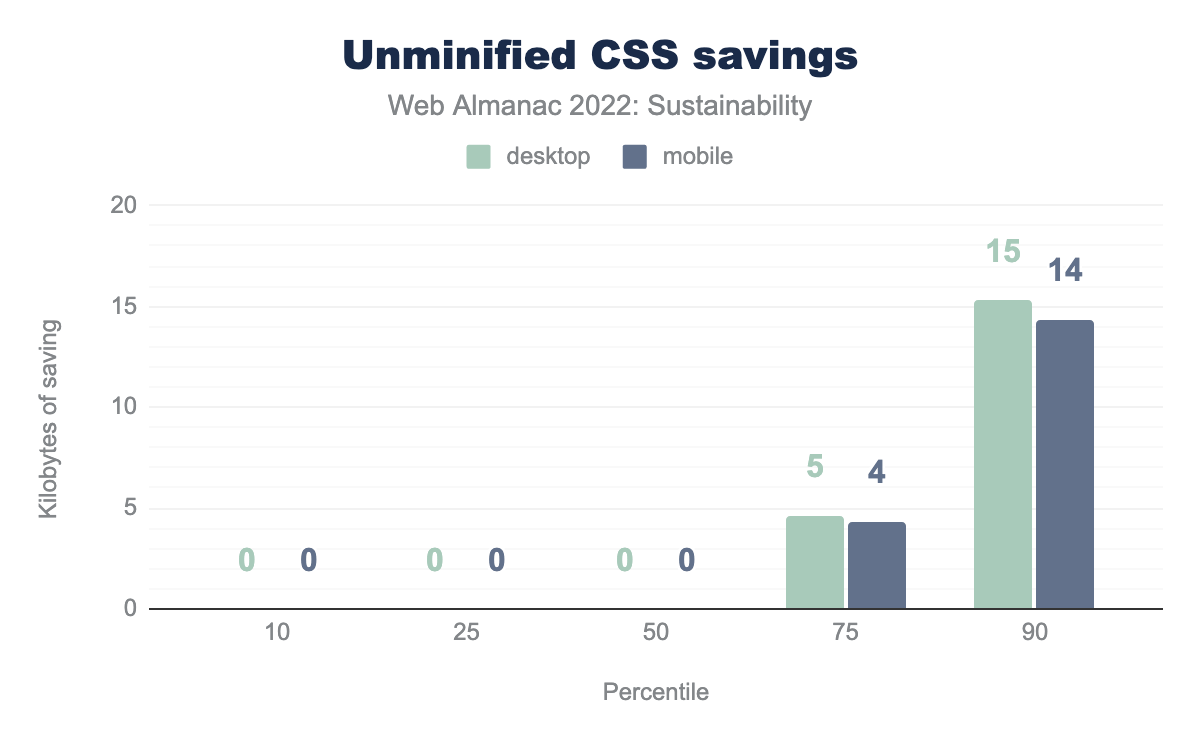 Unminified CSS savings
Web Almanac 2022: Sustainability
desktop mobile
20
15
10
5
0
Kilobytes of saving
0 0 0 0 0 0 5 4 15 14
10 25 50 75 90
Percentile